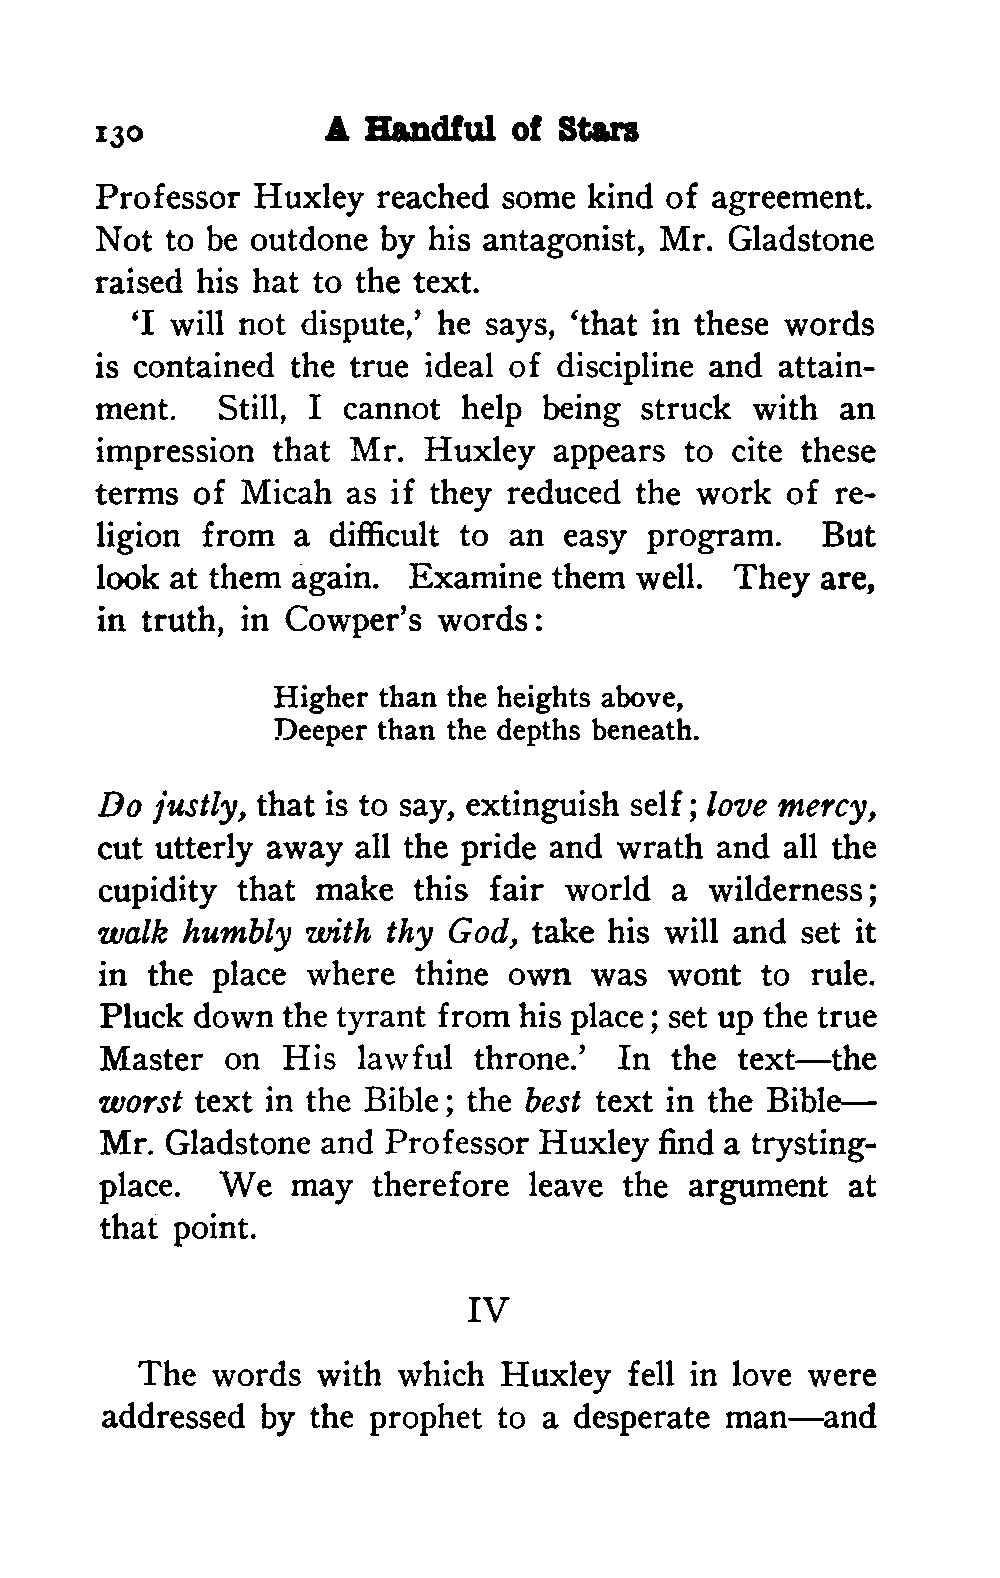 130 A Handful of Stars
Professor Huxley reached some kind of agreement.
Not to be outdone by his antagonist, Mr. Gladstone
raised his hat to the text.
‘I will not dispute,’ he says, ‘that in these words
is contained the true ideal of discipline and attain-
ment. Still, I cannot help being struck with an
impression that Mr. Huxley appears to cite these
terms of Micah as if they reduced the work of re-
ligion from a difficult to an easy program. But
look at them again. Examine them well. They are,
in truth, in Cowper’s words:
Higher than the heights above,
Deeper than the depths beneath.
Do justly, that is to say, extinguish self; love mercy,
cut utterly away all the pride and wrath and all the
cupidity that make this fair world a wilderness;
walk humbly with thy God, take his will and set it
in the place where thine own was wont to rule.
Pluck down the tyrant from his place; set up the true
Master on His lawful throne.’ In the text—the
worst text in the Bible; the best text in the Bible—
Mr. Gladstone and Professor Huxley find a trysting-
place. We may therefore leave the argument at
that point.
IV
The words with which Huxley fell in love were
addressed by the prophet to a desperate man—and